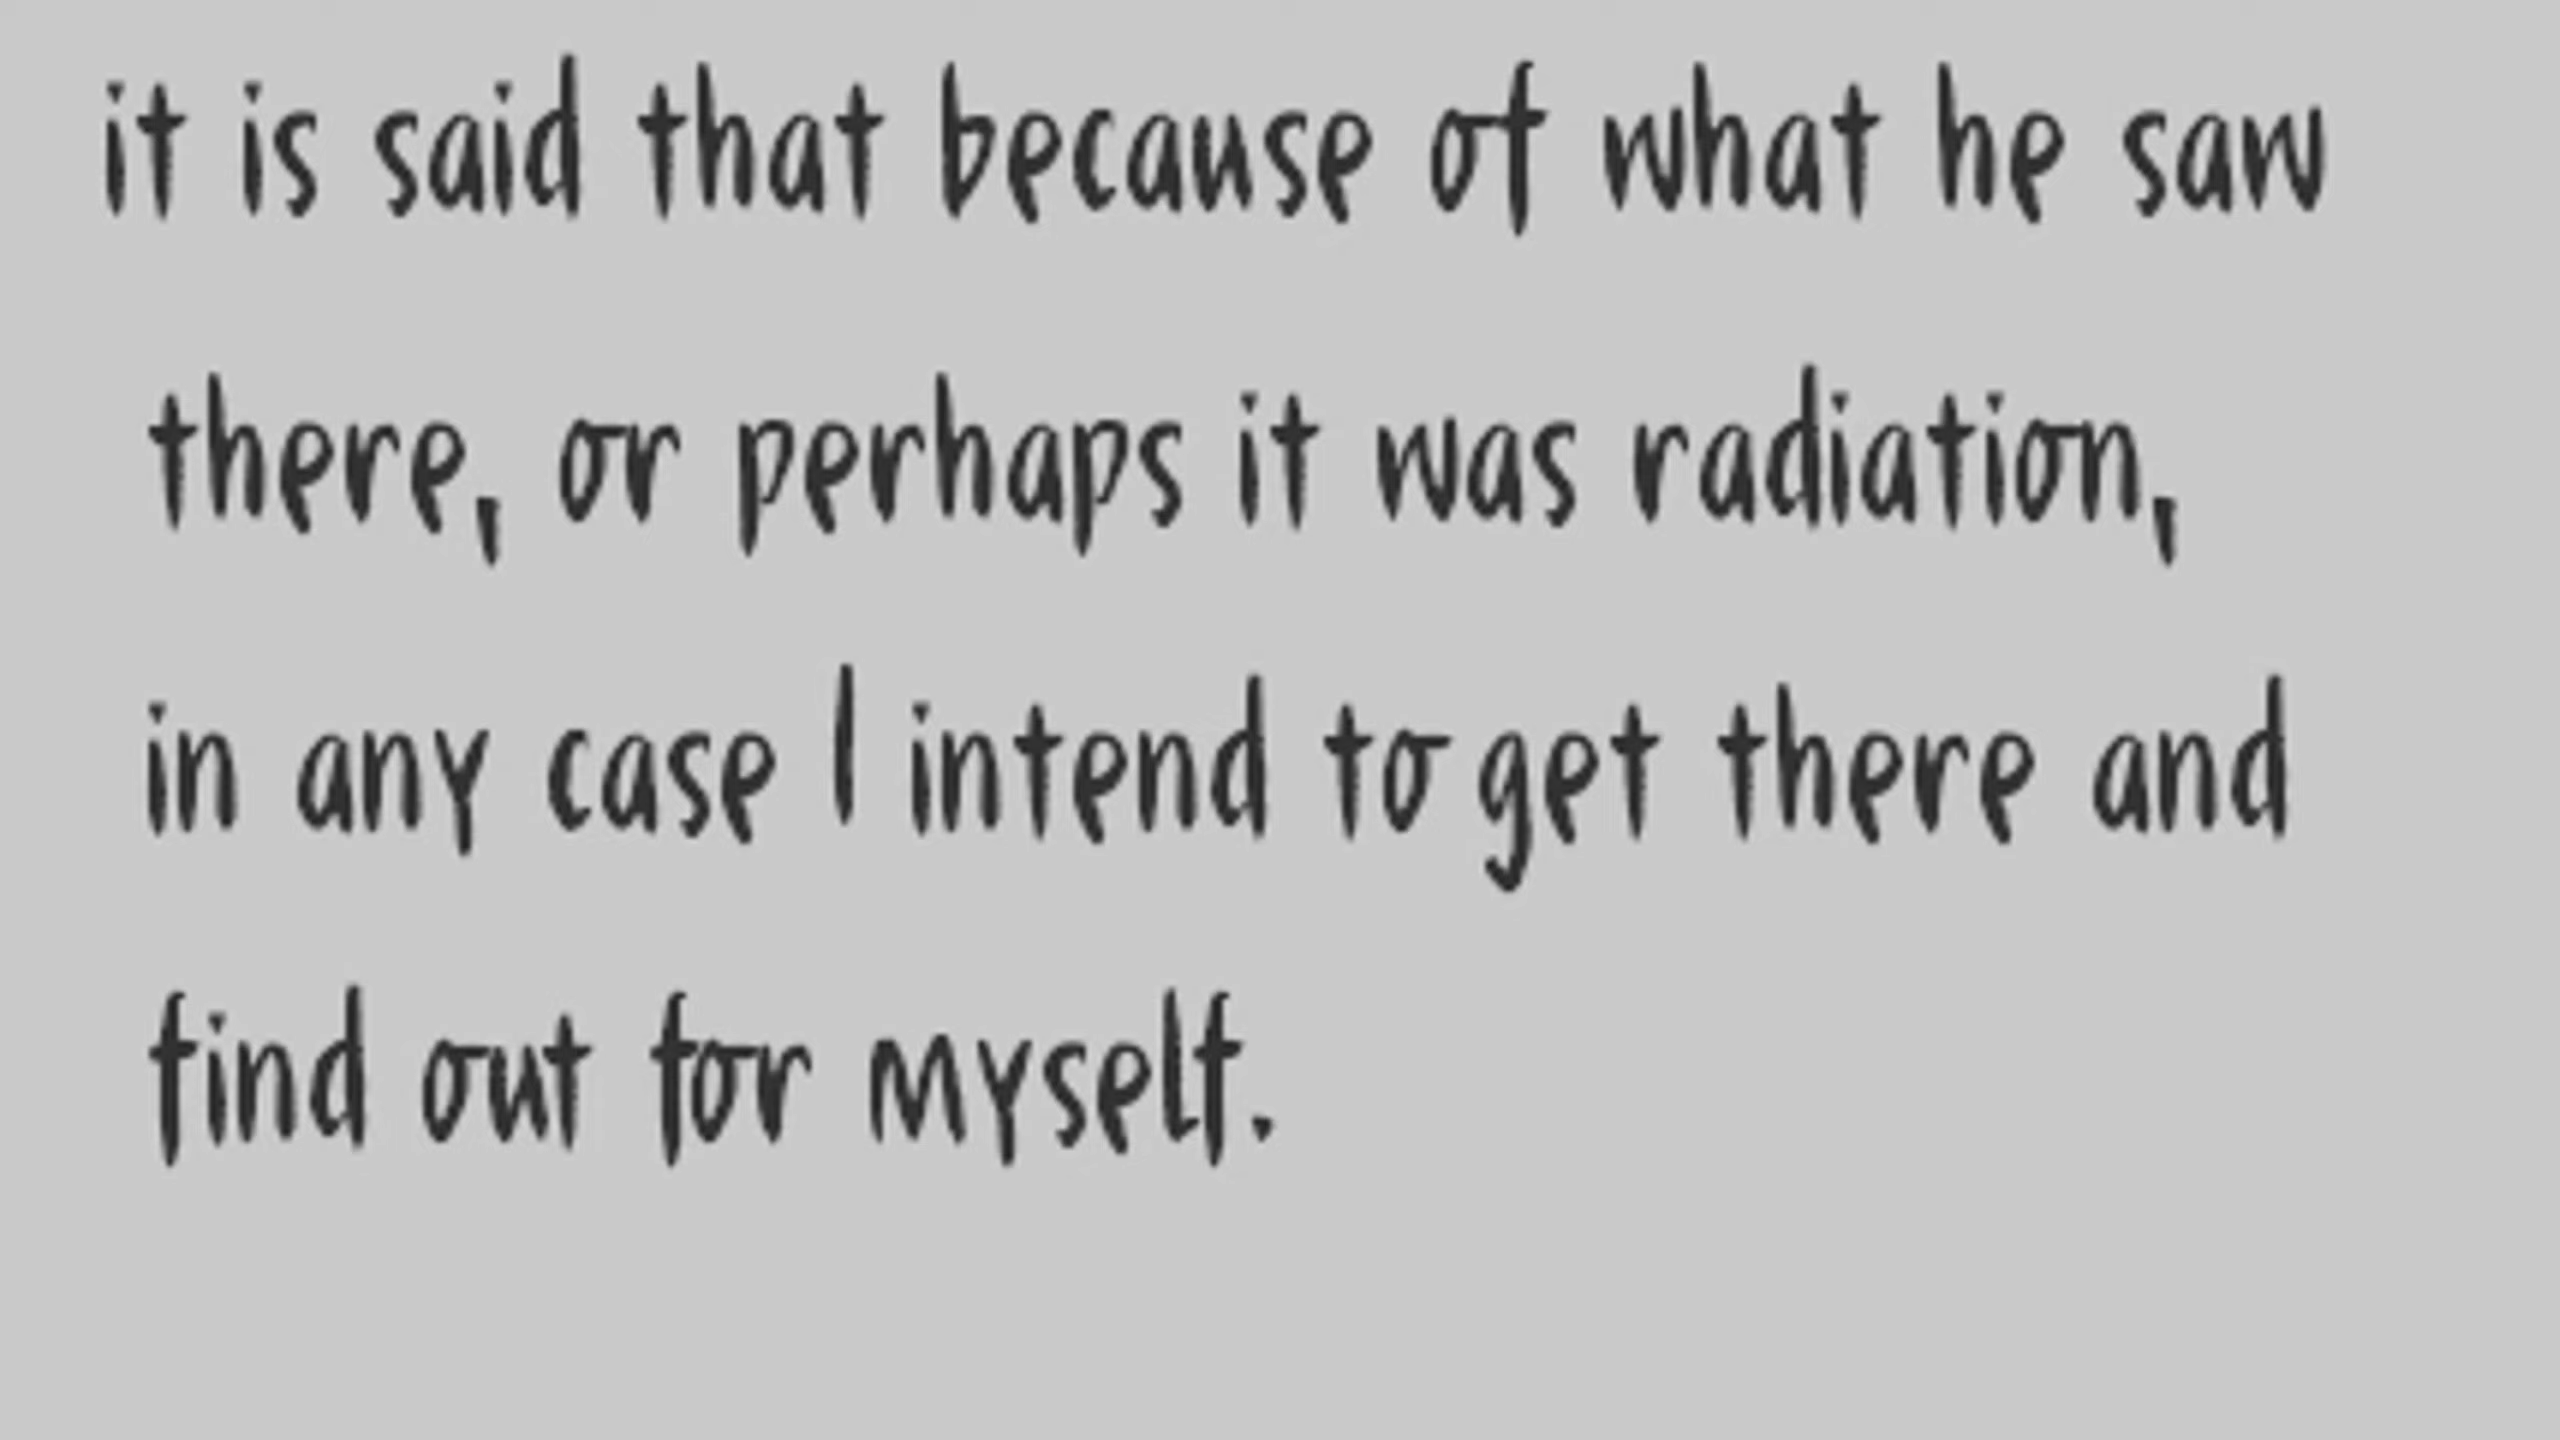 it is said that because of what he saw
there, or perhaps it was radiation,
in any case I intend to get there and
find out for myself.